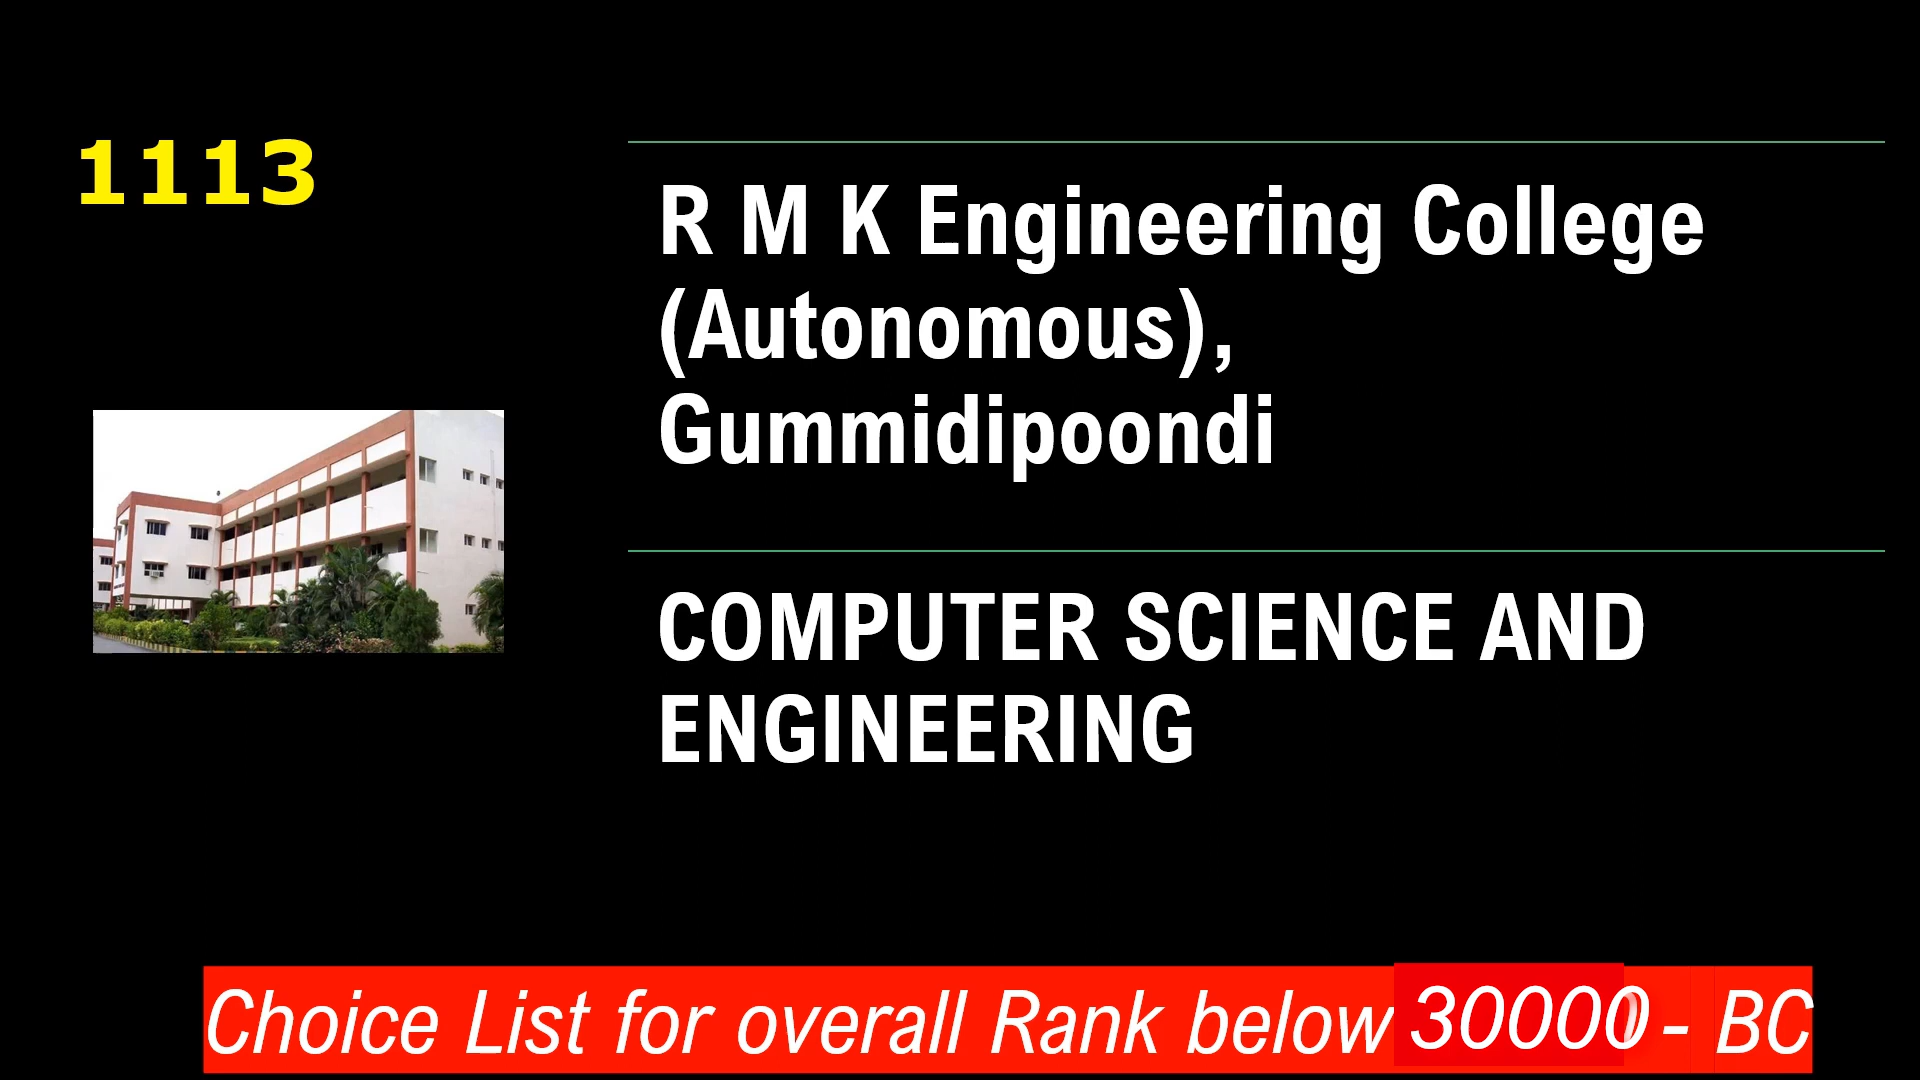 1113
R M K Engineering College
(Autonomous),
Gummidipoondi
COMPUTER SCIENCE AND
ENGINEERING
Choice List for overall Rank below 30000 - BC